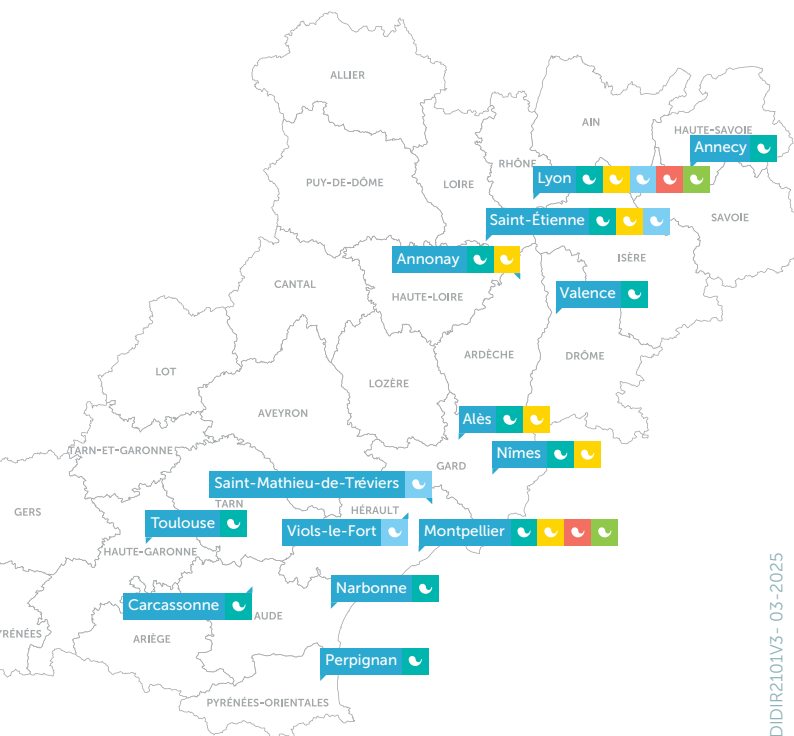 ALLIER
AIN
HAUTE-SAVOIE
Annecy
RHÔNE
Lyon
PUY-DE-DÔME
LOIRE
SAVOIE
Saint-Étienne
Annonay
ISÈRE
CANTAL
HAUTE-LOIRE
Valence
ARDÈCHE
DRÔME
LOT
LOZÈRE
AVEYRON
Alès
TARN-ET-GARONNE
Nîmes
GARD
Saint-Mathieu-de-Tréviers
TARN
HÉRAULT
GERS
Toulouse
Viols-le-Fort
Montpellier
HAUTE-GARONNE
Narbonne
Carcassonne
AUDE
ARIÈGE
Perpignan
PYRÉNÉES-ORIENTALES
DIDIR2101V3- 03-2025